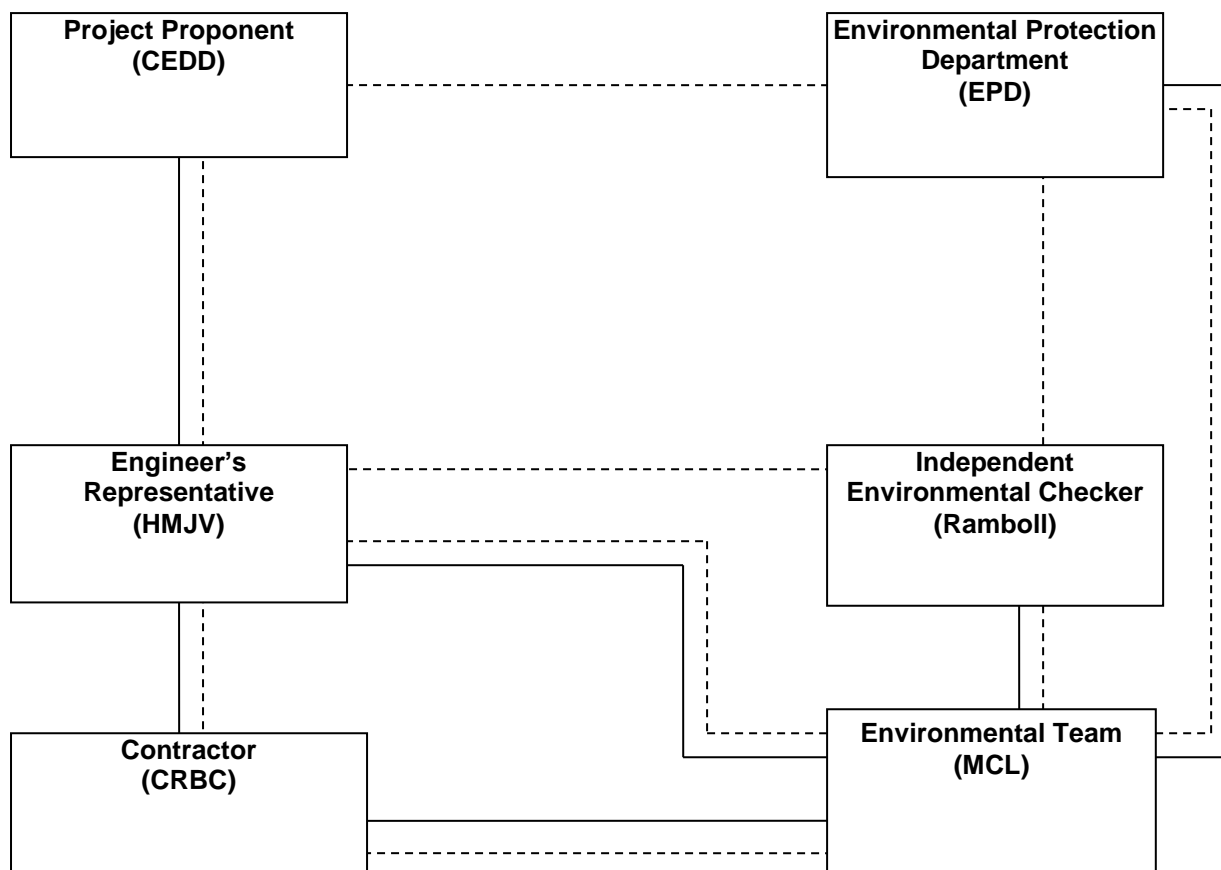 Project Proponent
(CEDD)
Environmental Protection
Department
(EPD)
Engineer’s
Representative
(HMJV)
Independent
Environmental Checker
(Ramboll)
Contractor
(CRBC)
Environmental Team
(MCL)